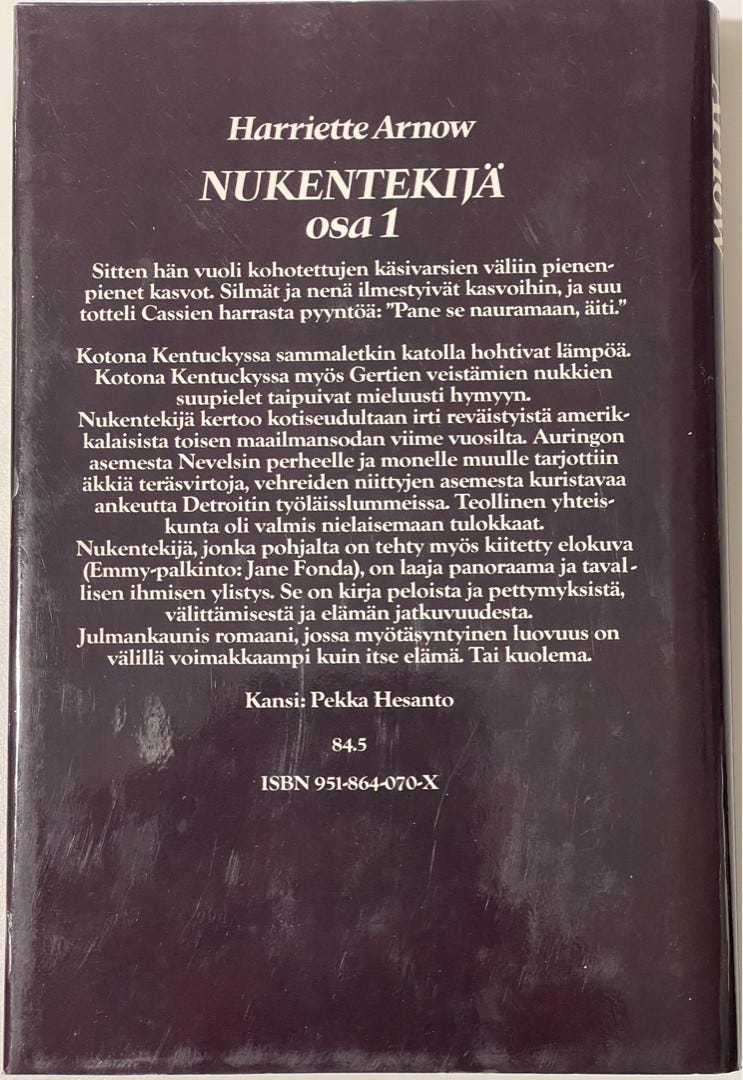 Harriette Arnow
NUKENTEKIJÄ
osa 1
Sitten hän vuoli kohotettujen käsivarsien väliin pienen-
pienet kasvot. Silmät ja nenä ilmestyivät kasvoihin, ja suu
totteli Cassien harrasta pyyntöä: "Pane se nauramaan, äiti."
Kotona Kentuckyssa sammaletkin katolla hohtivat lämpöä.
Kotona Kentuckyssa myös Gertien veistämien nukkien
suupielet taipuivat mieluusti hymyyn.
Nukentekijä kertoo kotiseudultaan irti reväistyistä amerik-
kalaisista toisen maailmansodan viime vuosilta. Auringon
asemesta Nevelsin perheelle ja monelle muulle tarjottiin
äkkiä teräsvirtoja, vehreiden niittyjen asemesta kuristavaa
ankeutta Detroitin työläisslummeissa. Teollinen yhteis-
kunta oli valmis nielaisemaan tulokkaat.
Nukentekijä, jonka pohjalta on tehty myös kiitetty elokuva
(Emmy-palkinto: Jane Fonda), on laaja panoraama ja taval-
lisen ihmisen ylistys. Se on kirja peloista ja pettymyksistä,
välittämisestä ja elämän jatkuvuudesta.
Julmankaunis romaani, jossa myötäsyntyinen luovuus on
välillä voimakkaampi kuin itse elämä. Tai kuolema.
Kansi: Pekka Hesanto
84.5
ISBN 951-864-070-X